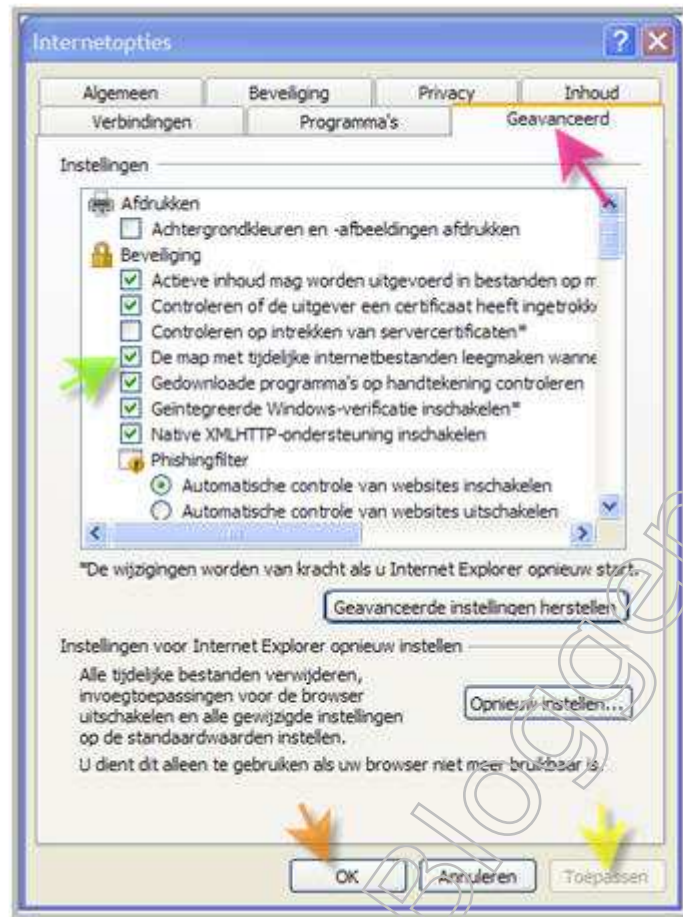 Internetopties
Algemeen Beveiliging Privacy Inhoud
Verbindingen Programma's Geavanceerd
Instellingen
Afdrukken
Achtergrondkleuren en -afbeeldingen afdrukken
Beveiliging
Actieve inhoud mag worden uitgevoerd in bestanden op m
Controleren of de uitgever een certificaat heeft ingetrokk
Controleren op intrekken van servercertificaten*
De map met tijdelijke internetbestanden leegmaken wanne
Gedownloade programma's op handtekening controleren
Geïntegreerde Windows-verificatie inschakelen*
Native XMLHTTP-ondersteuning inschakelen
Phishingfilter
Automatische controle van websites inschakelen
Automatische controle van websites uitschakelen
*De wijzigingen worden van kracht als u Internet Explorer opnieuw start.
Geavanceerde instellingen herstellen
Instellingen voor Internet Explorer opnieuw instellen
Alle tijdelijke bestanden verwijderen,
invoegtoepassingen voor de browser
uitschakelen en alle gewijzigde instellingen
op de standaardwaarden instellen.
Opnieuw instellen...
U dient dit alleen te gebruiken als uw browser niet meer bruikbaar is.
OK Annuleren Toepassen
Blogger